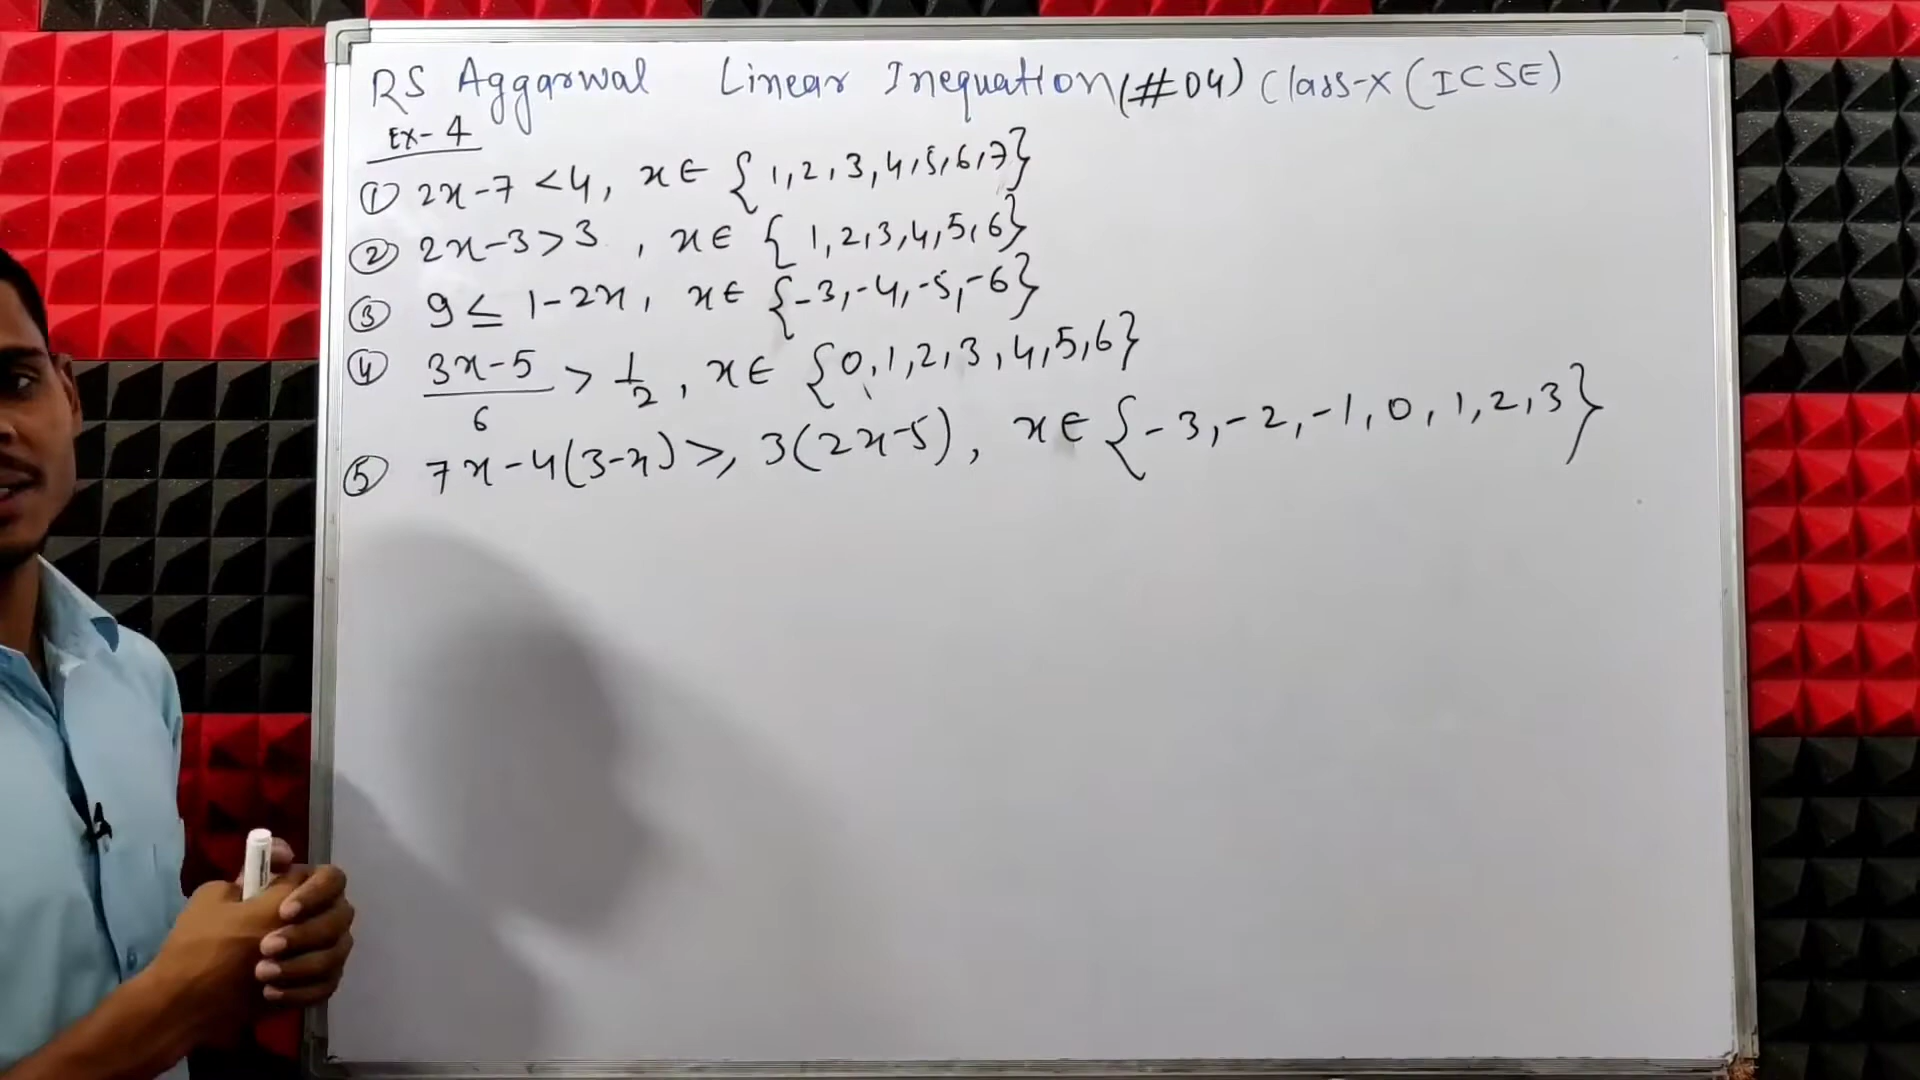 RS Aggarwal Linear Inequation (#04) Class-X (ICSE)
Ex-4
① 2x-7 <4, x∈ {1,2,3,4,5,6,7}
② 2x-3>3 , x∈ {1,2,3,4,5,6}
③ 9≤ 1-2x, x∈ {-3,-4,-5,-6}
④ (3x-5)/6 > 1/2, x∈ {0,1,2,3,4,5,6}
⑤ 7x-4(3-x) ≥ 3(2x-5), x∈ {-3,-2,-1,0,1,2,3}